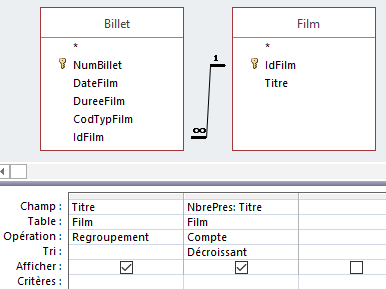 Billet
*
NumBillet
DateFilm
DureeFilm
CodTypFilm
IdFilm
Film
*
IdFilm
Titre
1
∞
Champ : Titre NbrePres: Titre
Table : Film Film
Opération : Regroupement Compte
Tri : Décroissant
Afficher :
Critères :